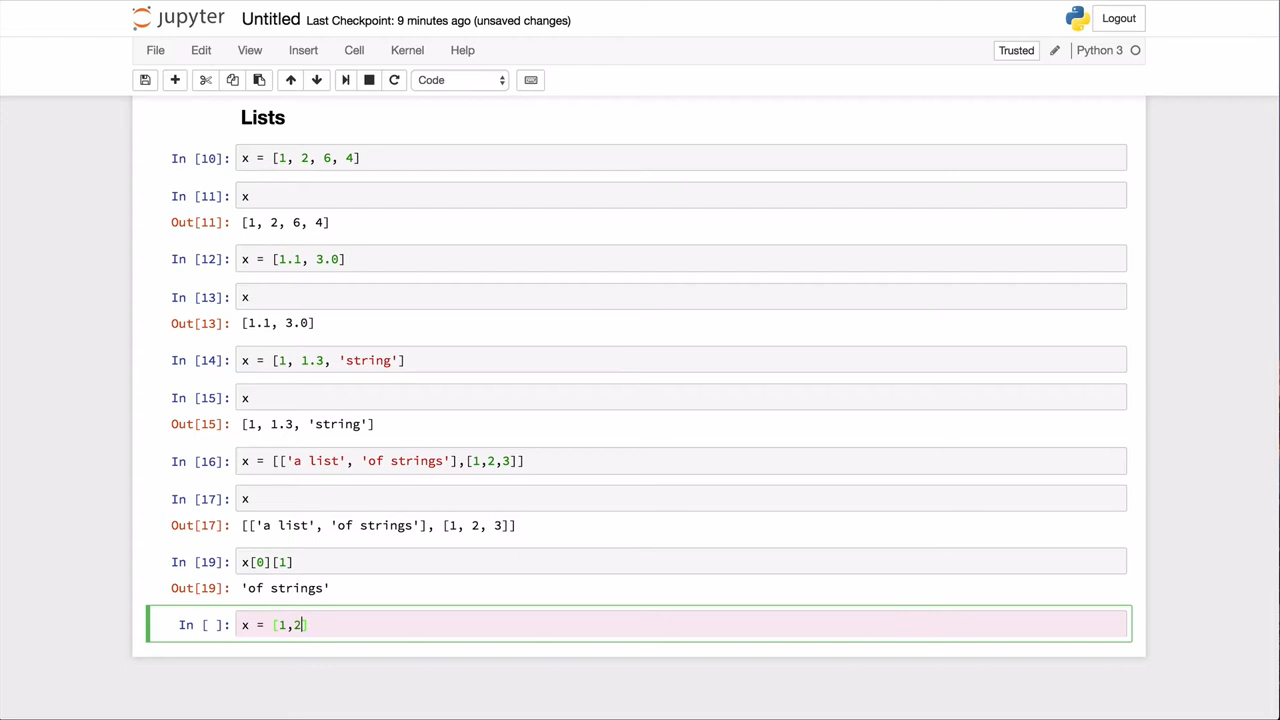 jupyter Untitled Last Checkpoint: 9 minutes ago (unsaved changes) Logout
File Edit View Insert Cell Kernel Help Trusted Python 3
Code
Lists
In [10]: x = [1, 2, 6, 4]
In [11]: x
Out[11]: [1, 2, 6, 4]
In [12]: x = [1.1, 3.0]
In [13]: x
Out[13]: [1.1, 3.0]
In [14]: x = [1, 1.3, 'string']
In [15]: x
Out[15]: [1, 1.3, 'string']
In [16]: x = [['a list', 'of strings'],[1,2,3]]
In [17]: x
Out[17]: [['a list', 'of strings'], [1, 2, 3]]
In [19]: x[0][1]
Out[19]: 'of strings'
In [ ]: x = [1,2]